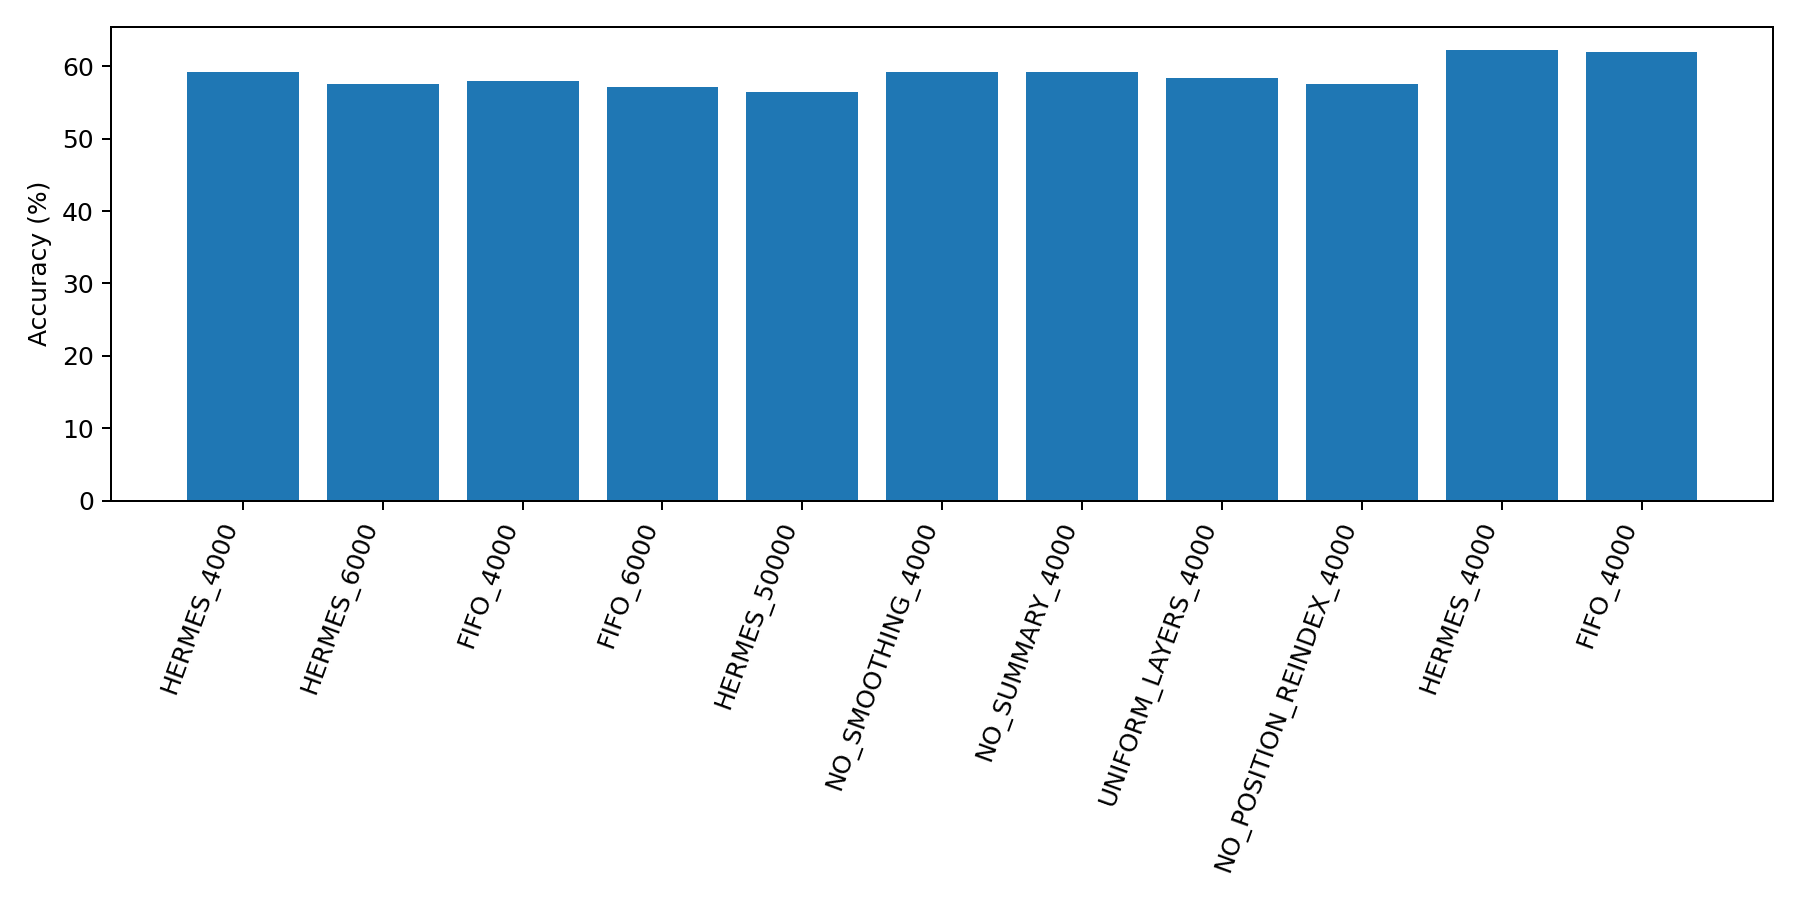 Accuracy (%)
60
50
40
30
20
10
0
HERMES_4000
HERMES_6000
FIFO_4000
FIFO_6000
HERMES_50000
NO_SMOOTHING_4000
NO_SUMMARY_4000
UNIFORM_LAYERS_4000
NO_POSITION_REINDEX_4000
HERMES_4000
FIFO_4000